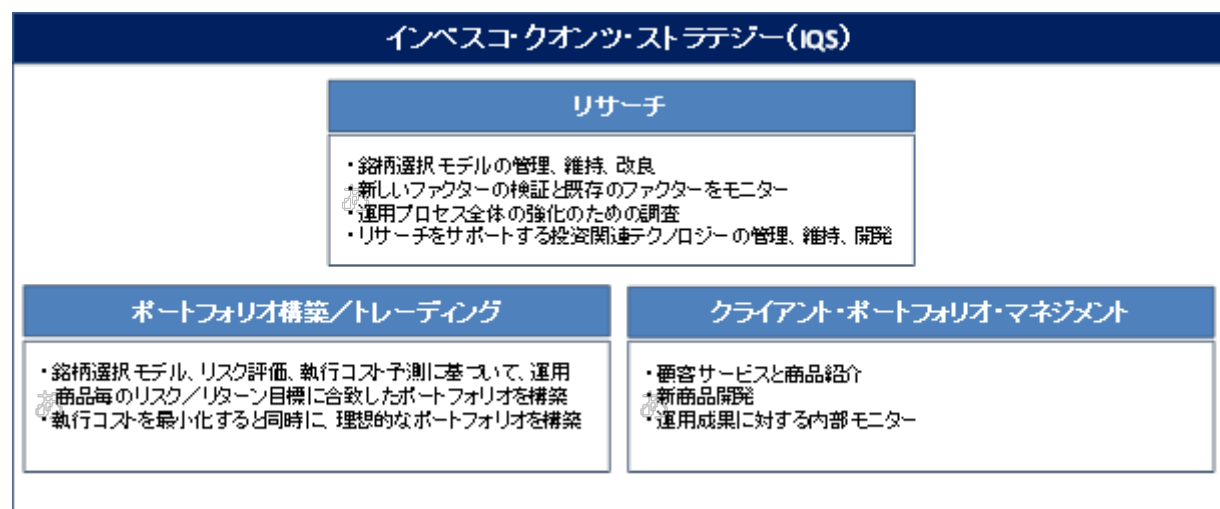 インベスコ・クオンツ・ストラテジー(IQS)
リサーチ
・銘柄選択モデルの管理、維持、改良
・新しいファクターの検証と既存のファクターをモニター
・運用プロセス全体の強化のための調査
・リサーチをサポートする投資関連テクノロジーの管理、維持、開発
ポートフォリオ構築/トレーディング
・銘柄選択モデル、リスク評価、執行コスト予測に基づいて、運用
商品毎のリスク/リターン目標に合致したポートフォリオを構築
・執行コストを最小化すると同時に、理想的なポートフォリオを構築
クライアント・ポートフォリオ・マネジメント
・顧客サービスと商品紹介
・新商品開発
・運用成果に対する内部モニター